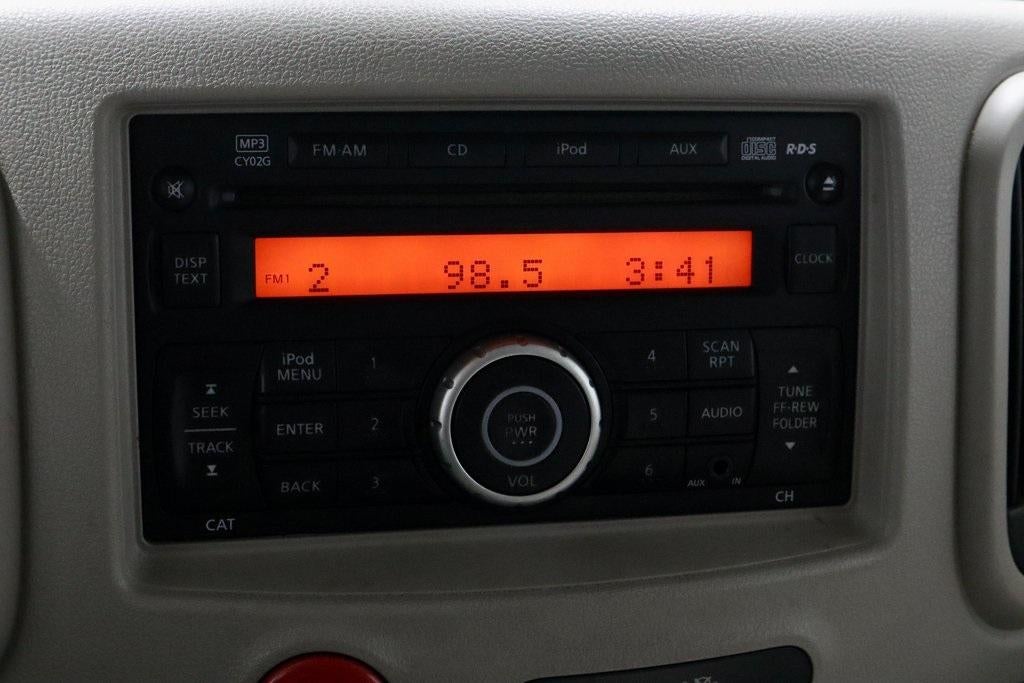 MP3
CY02G
FM·AM CD iPod AUX
COMPACT
DISC
DIGITAL AUDIO
R·D·S
DISP
TEXT
FM1 2 98.5 3:41
CLOCK
iPod
MENU
1
4
SCAN
RPT
SEEK
TRACK
ENTER
2
PUSH
PWR
VOL
5
AUDIO
TUNE
FF·REW
FOLDER
BACK
3
6
AUX IN
CAT
CH